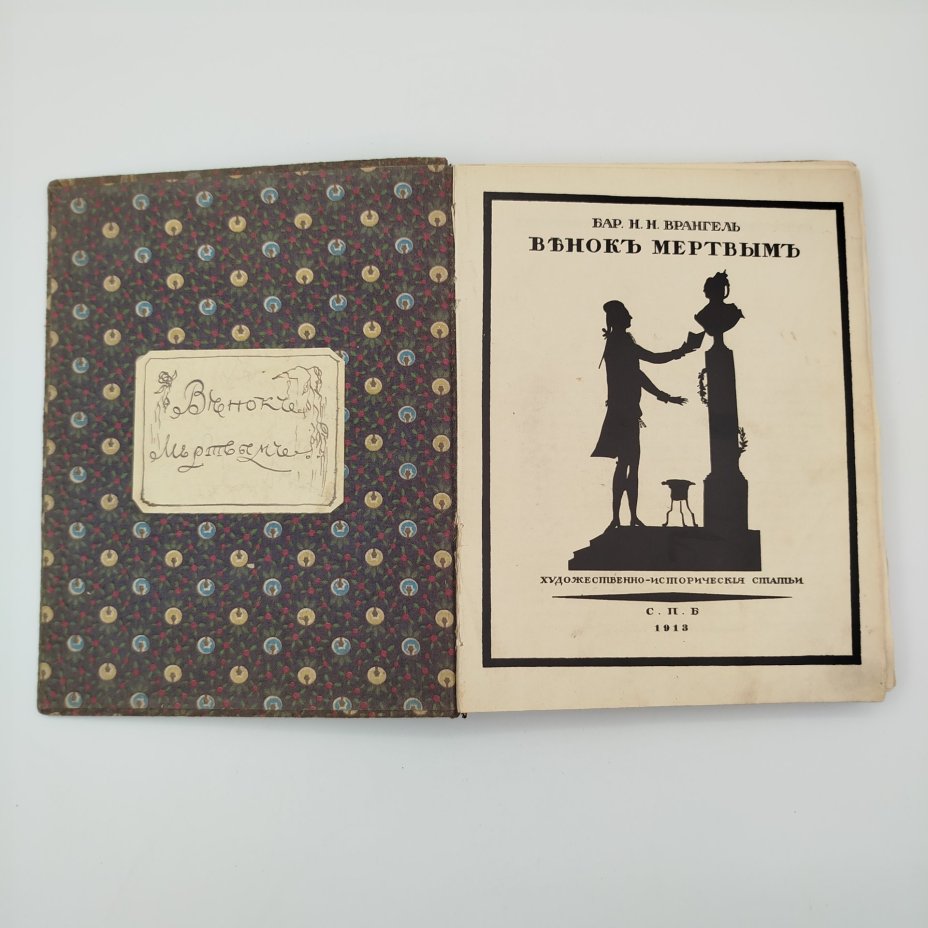 Вѣнокъ
Мертвымъ
БАР. Н. Н. ВРАНГЕЛЬ
ВѢНОКЪ МЕРТВЫМЪ
ХУДОЖЕСТВЕННО-ИСТОРИЧЕСКІЯ СТАТЬИ
С. П. Б
1913